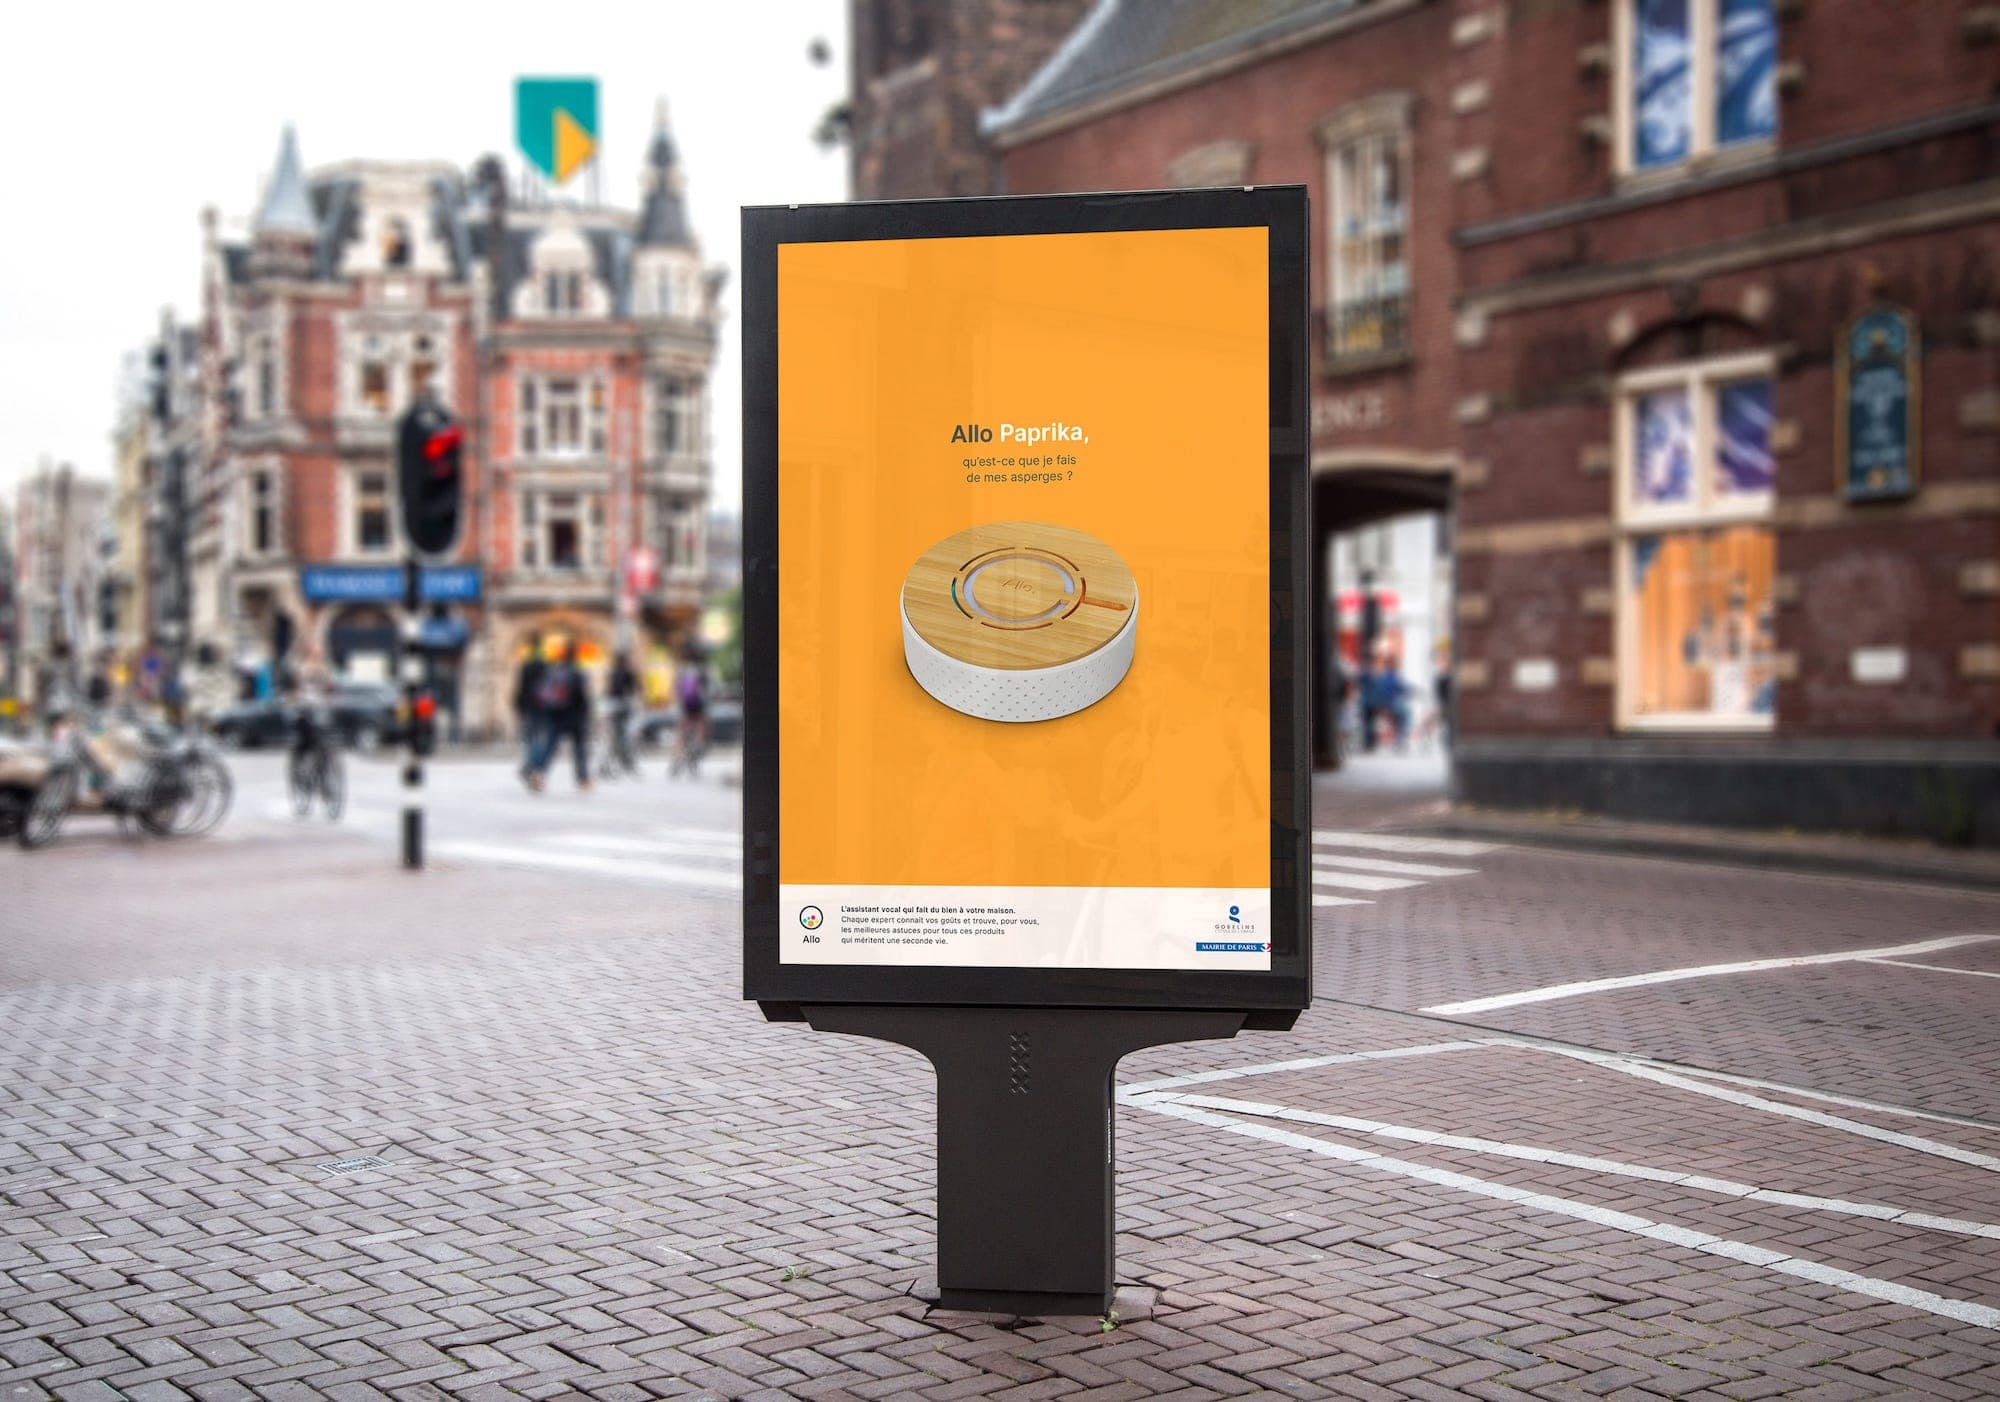 Allo Paprika,
qu'est-ce que je fais
de mes asperges ?
Allo.
Allo
L'assistant vocal qui fait du bien à votre maison.
Chaque expert connait vos goûts et trouve, pour vous,
les meilleures astuces pour tous ces produits
qui méritent une seconde vie.
GOBELINS
MAIRIE DE PARIS